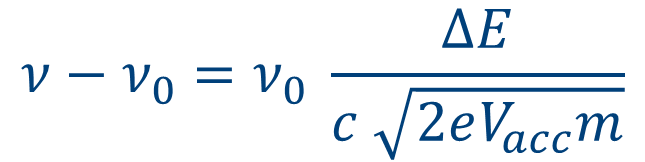 ν − ν₀ = ν₀ ΔE / (c √(2eV_acc m))